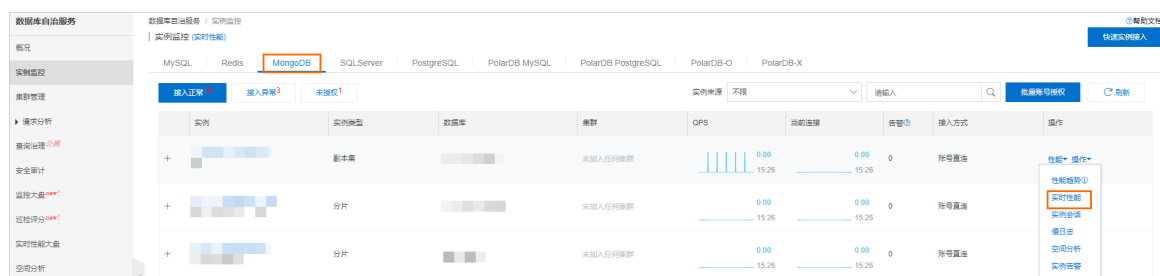 数据库自治服务
数据库自治服务 / 实例监控
⑦帮助文档
概况
实例监控 (实时性能)
快速实例接入
实例监控
MySQL Redis MongoDB SQLServer PostgreSQL PolarDB MySQL PolarDB PostgreSQL PolarDB-O PolarDB-X
集群管理
接入正常 接入异常3 未授权1 实例来源 不限 请输入 批量账号授权 刷新
请求分析
实例 实例类型 数据库 集群 QPS 当前连接 告警⑦ 接入方式 操作
查询治理 公测
安全审计
+ 副本集 未加入任何集群 0.00 15:26 0.00 15:26 0 账号直连 性能 操作
监控大盘new!
性能趋势
实时性能
巡检评分new!
+ 分片 未加入任何集群 0.00 15:26 0.00 15:26 0 账号直连
实例会话
慢日志
实时性能大盘
空间分析
+ 分片 未加入任何集群 0.00 15:26 0.00 15:26 0 账号直连
空间分析
实例告警